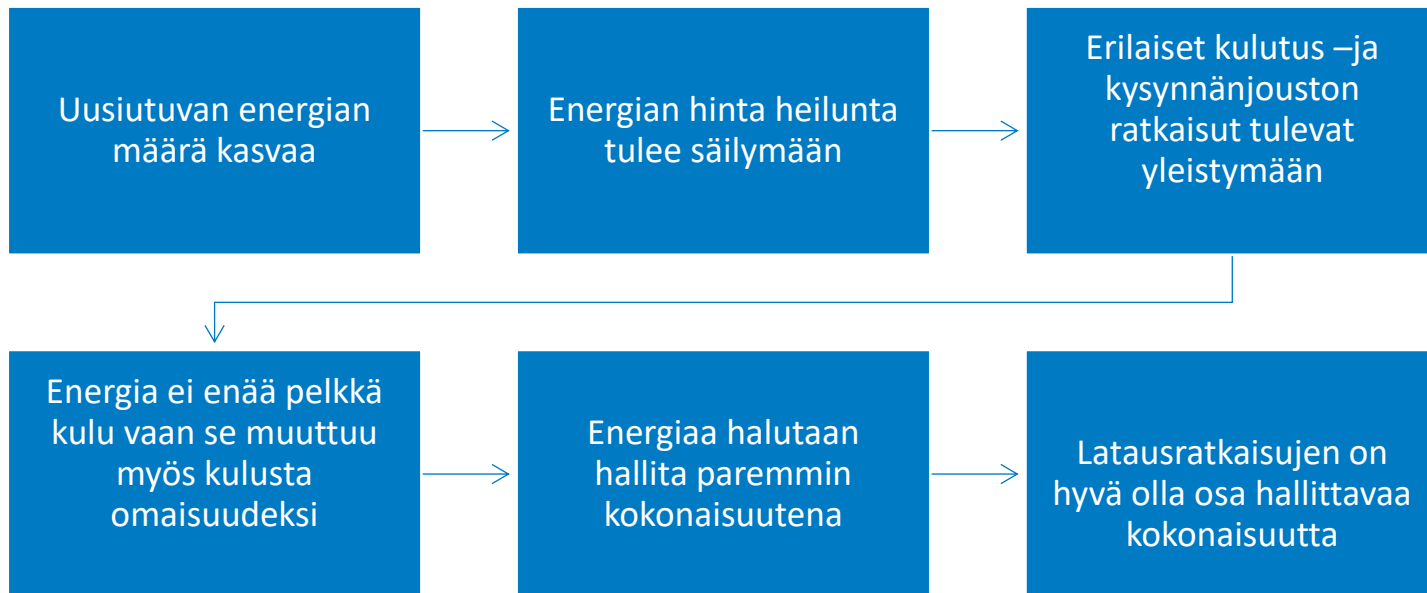 Uusiutuvan energian
määrä kasvaa
Energian hinta heilunta
tulee säilymään
Erilaiset kulutus –ja
kysynnänjouston
ratkaisut tulevat
yleistymään
Energia ei enää pelkkä
kulu vaan se muuttuu
myös kulusta
omaisuudeksi
Energiaa halutaan
hallita paremmin
kokonaisuutena
Latausratkaisujen on
hyvä olla osa hallittavaa
kokonaisuutta